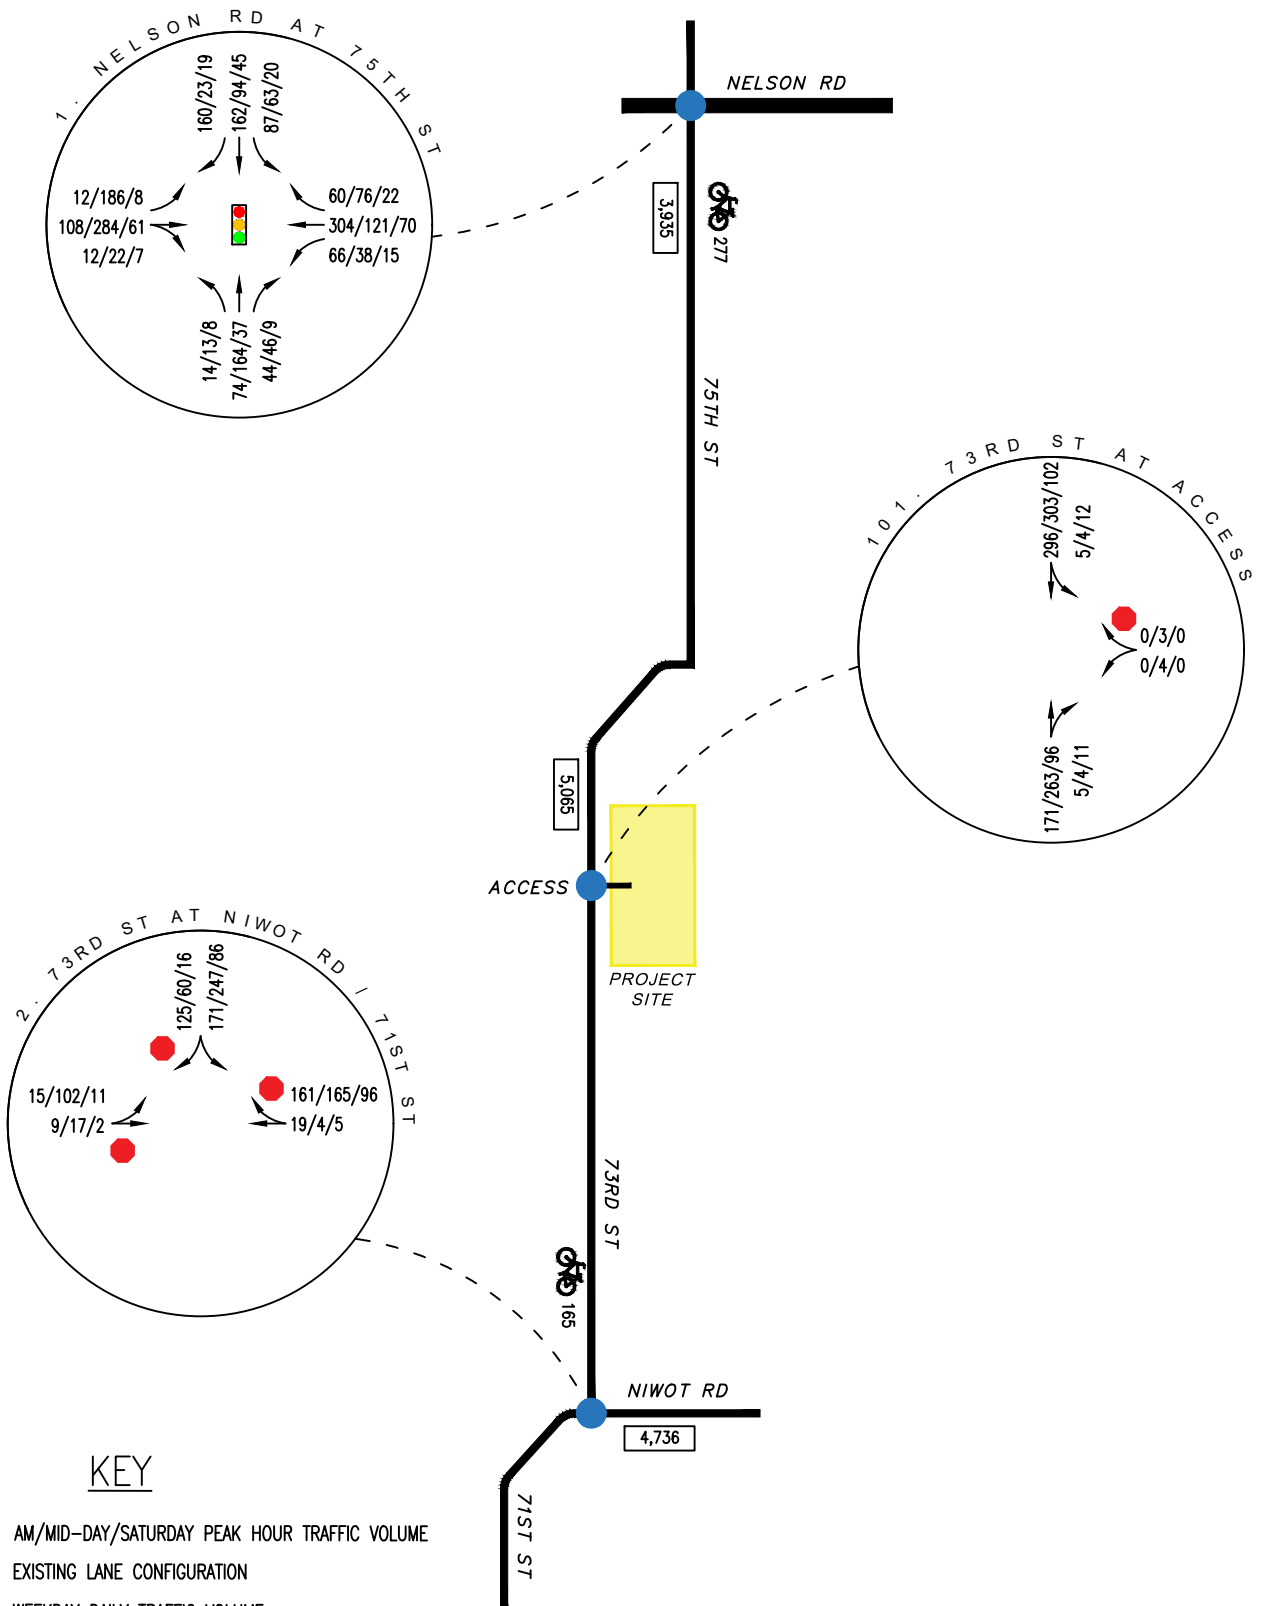 1. NELSON RD AT 75TH ST
160/23/19
162/94/45
87/63/20
12/186/8
108/284/61
12/22/7
60/76/22
304/121/70
66/38/15
14/13/8
74/164/37
44/46/9
NELSON RD
3,935
277
75TH ST
101. 73RD ST AT ACCESS
296/303/102
5/4/12
0/3/0
0/4/0
171/263/96
5/4/11
5,065
ACCESS
PROJECT
SITE
2. 73RD ST AT NIWOT RD / 71ST ST
125/60/16
171/247/86
15/102/11
9/17/2
161/165/96
19/4/5
73RD ST
165
NIWOT RD
4,736
71ST ST
KEY
AM/MID-DAY/SATURDAY PEAK HOUR TRAFFIC VOLUME
EXISTING LANE CONFIGURATION
WEEKDAY DAILY TRAFFIC VOLUME